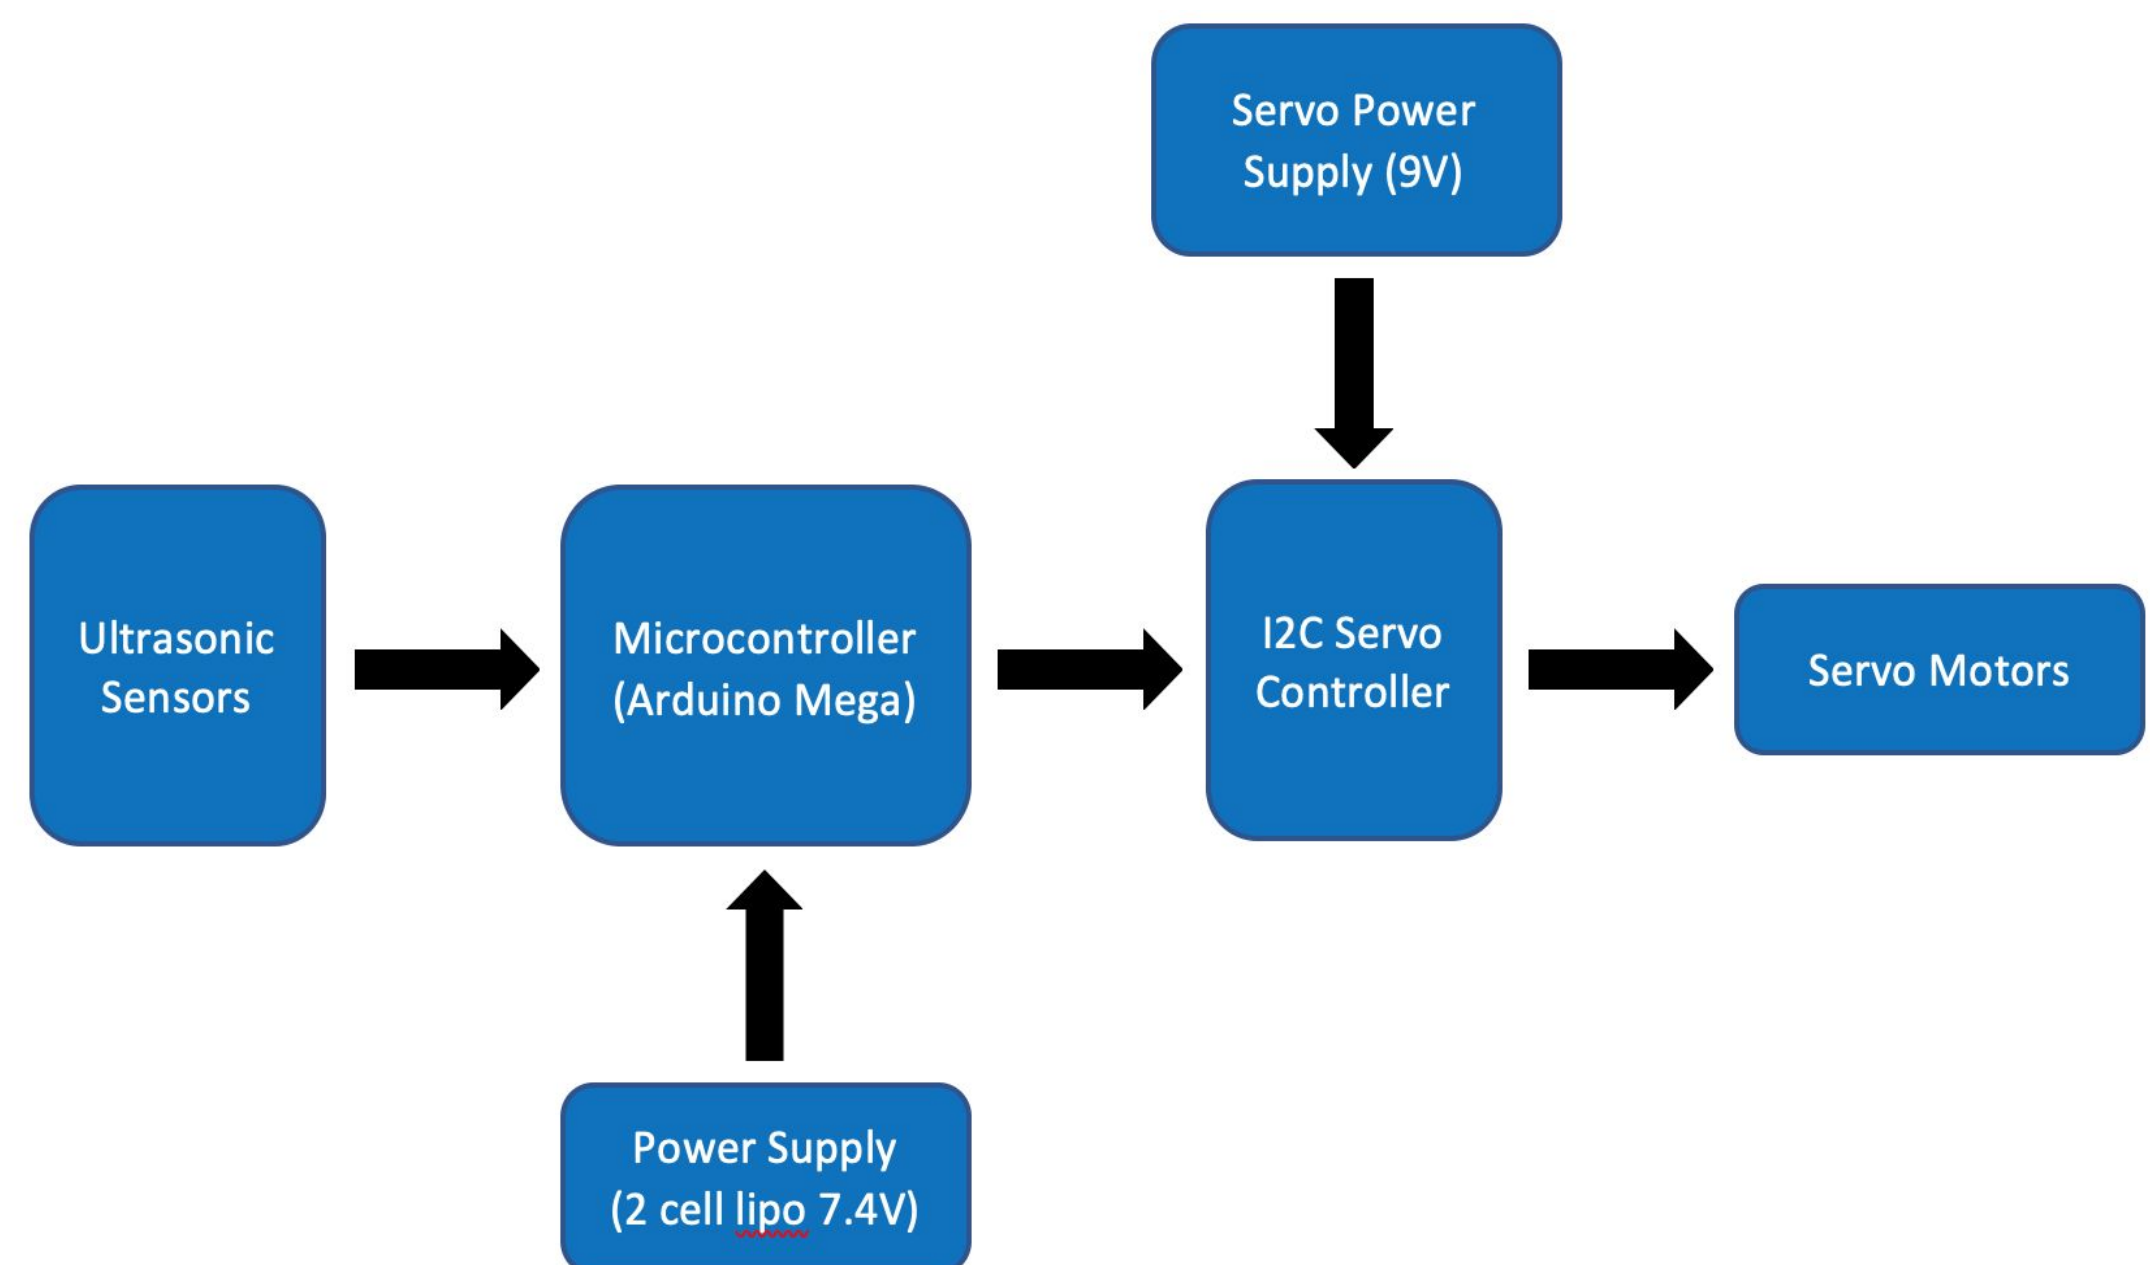 Servo Power
Supply (9V)
Ultrasonic
Sensors
Microcontroller
(Arduino Mega)
I2C Servo
Controller
Servo Motors
Power Supply
(2 cell lipo 7.4V)